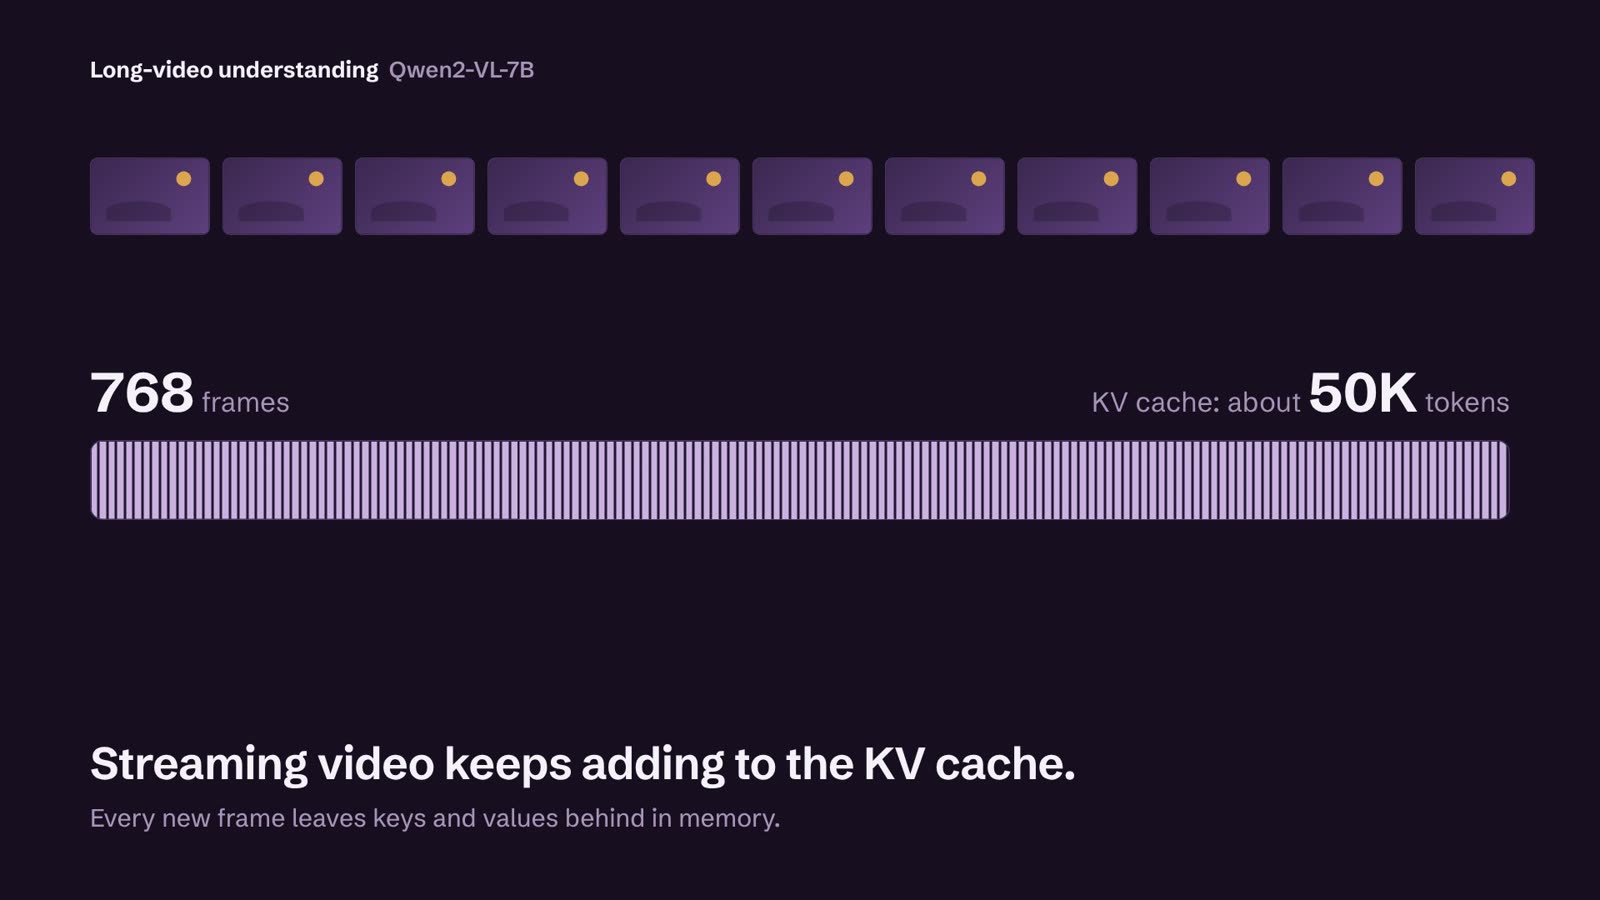 Long-video understanding Qwen2-VL-7B
768 frames
KV cache: about 50K tokens
Streaming video keeps adding to the KV cache.
Every new frame leaves keys and values behind in memory.